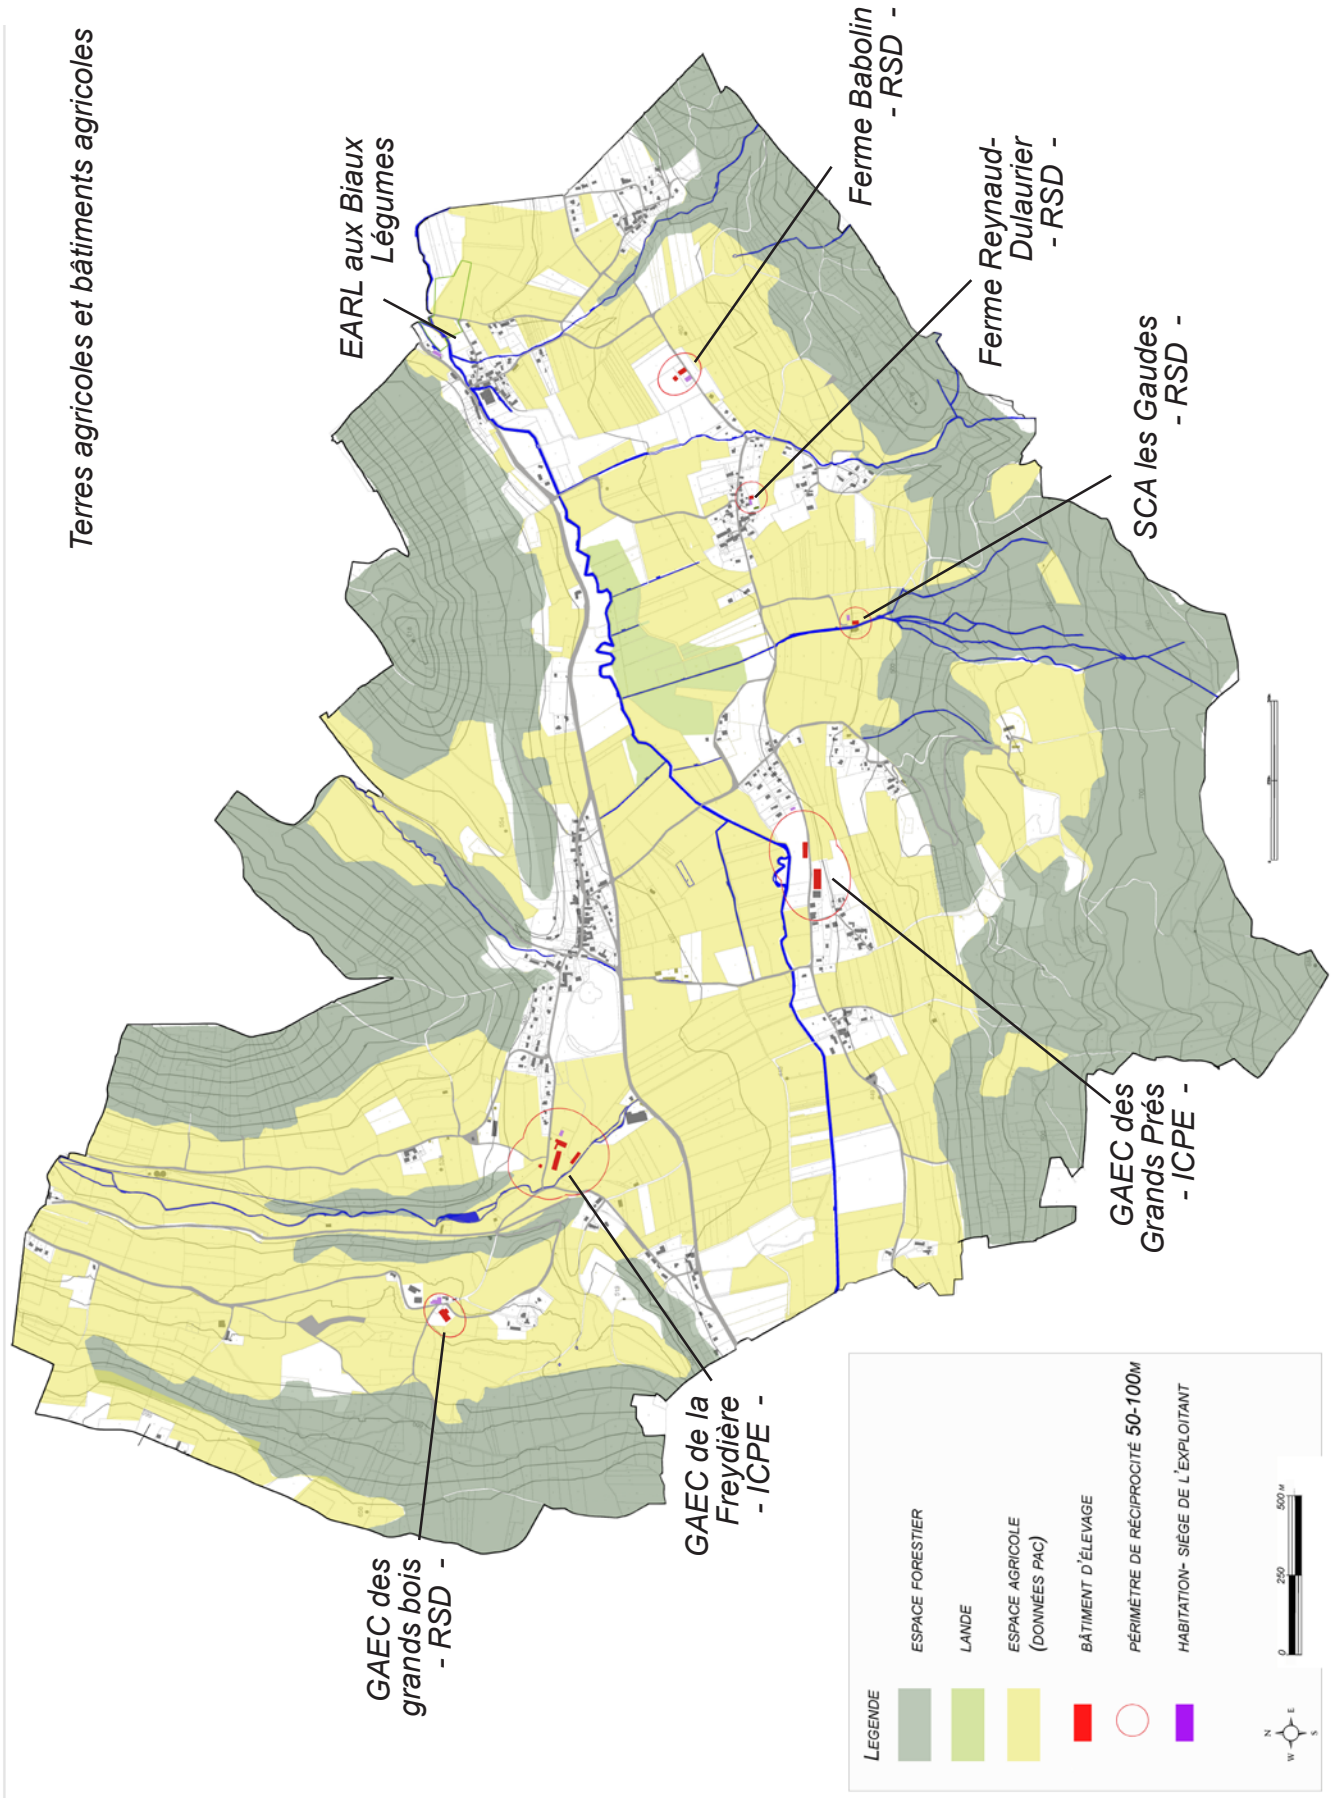 Terres agricoles et bâtiments agricoles
EARL aux Biaux
Légumes
Ferme Babolin
- RSD -
Ferme Reynaud-
Dulaurier
- RSD -
SCA les Gaudes
- RSD -
GAEC des
Grands Prés
- ICPE -
GAEC de la
Freydière
- ICPE -
GAEC des
grands bois
- RSD -
LEGENDE
ESPACE FORESTIER
LANDE
ESPACE AGRICOLE
(DONNÉES PAC)
BÂTIMENT D'ÉLEVAGE
PÉRIMÈTRE DE RÉCIPROCITÉ 50-100M
HABITATION- SIÈGE DE L'EXPLOITANT
N
W E
S
0 250 500 M